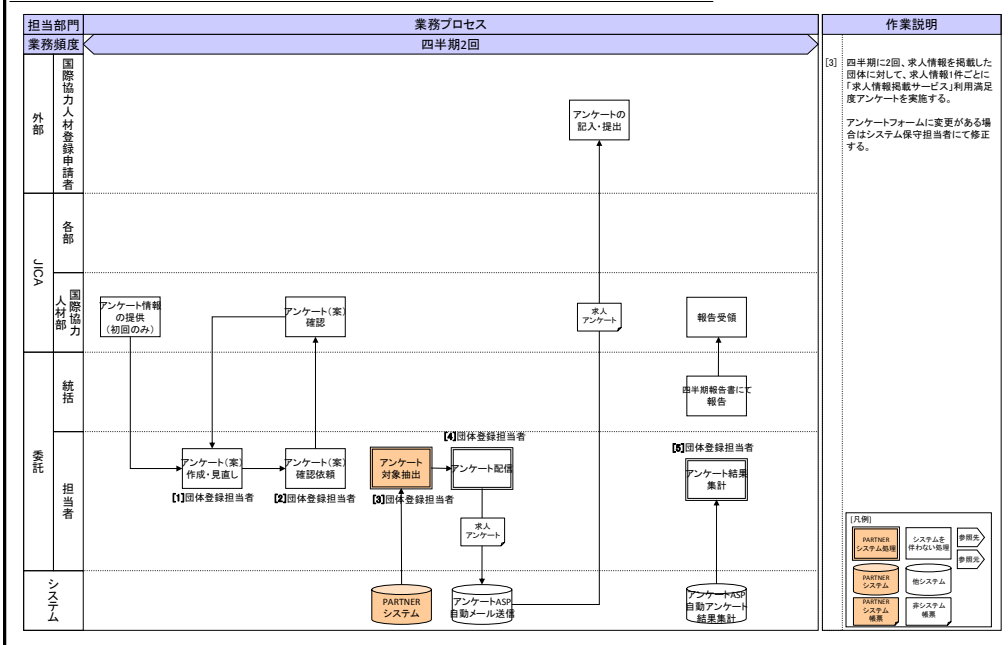 担当部門
業務プロセス
作業説明
業務頻度
四半期2回
外部
国際協力人材登録申請者
アンケートの
記入・提出
[3] 四半期に2回、求人情報を掲載した
団体に対して、求人情報1件ごとに
「求人情報掲載サービス」利用満足
度アンケートを実施する。
アンケートフォームに変更がある場
合はシステム保守担当者にて修正
する。
JICA
各部
国際協力
人材部
アンケート情報
の提供
(初回のみ)
アンケート(案)
確認
求人
アンケート
報告受領
委託
統括
四半期報告書にて
報告
担当者
アンケート(案)
作成・見直し
[1]団体登録担当者
アンケート(案)
確認依頼
[2]団体登録担当者
アンケート
対象抽出
[3]団体登録担当者
[4]団体登録担当者
アンケート配信
求人
アンケート
[5]団体登録担当者
アンケート結果
集計
システム
PARTNER
システム
アンケートASP
自動メール送信
アンケートASP
自動アンケート
結果集計
[凡例]
PARTNER
システム処理
システムを
伴わない処理
参照先
参照元
PARTNER
システム
他システム
PARTNER
システム
帳票
非システム
帳票